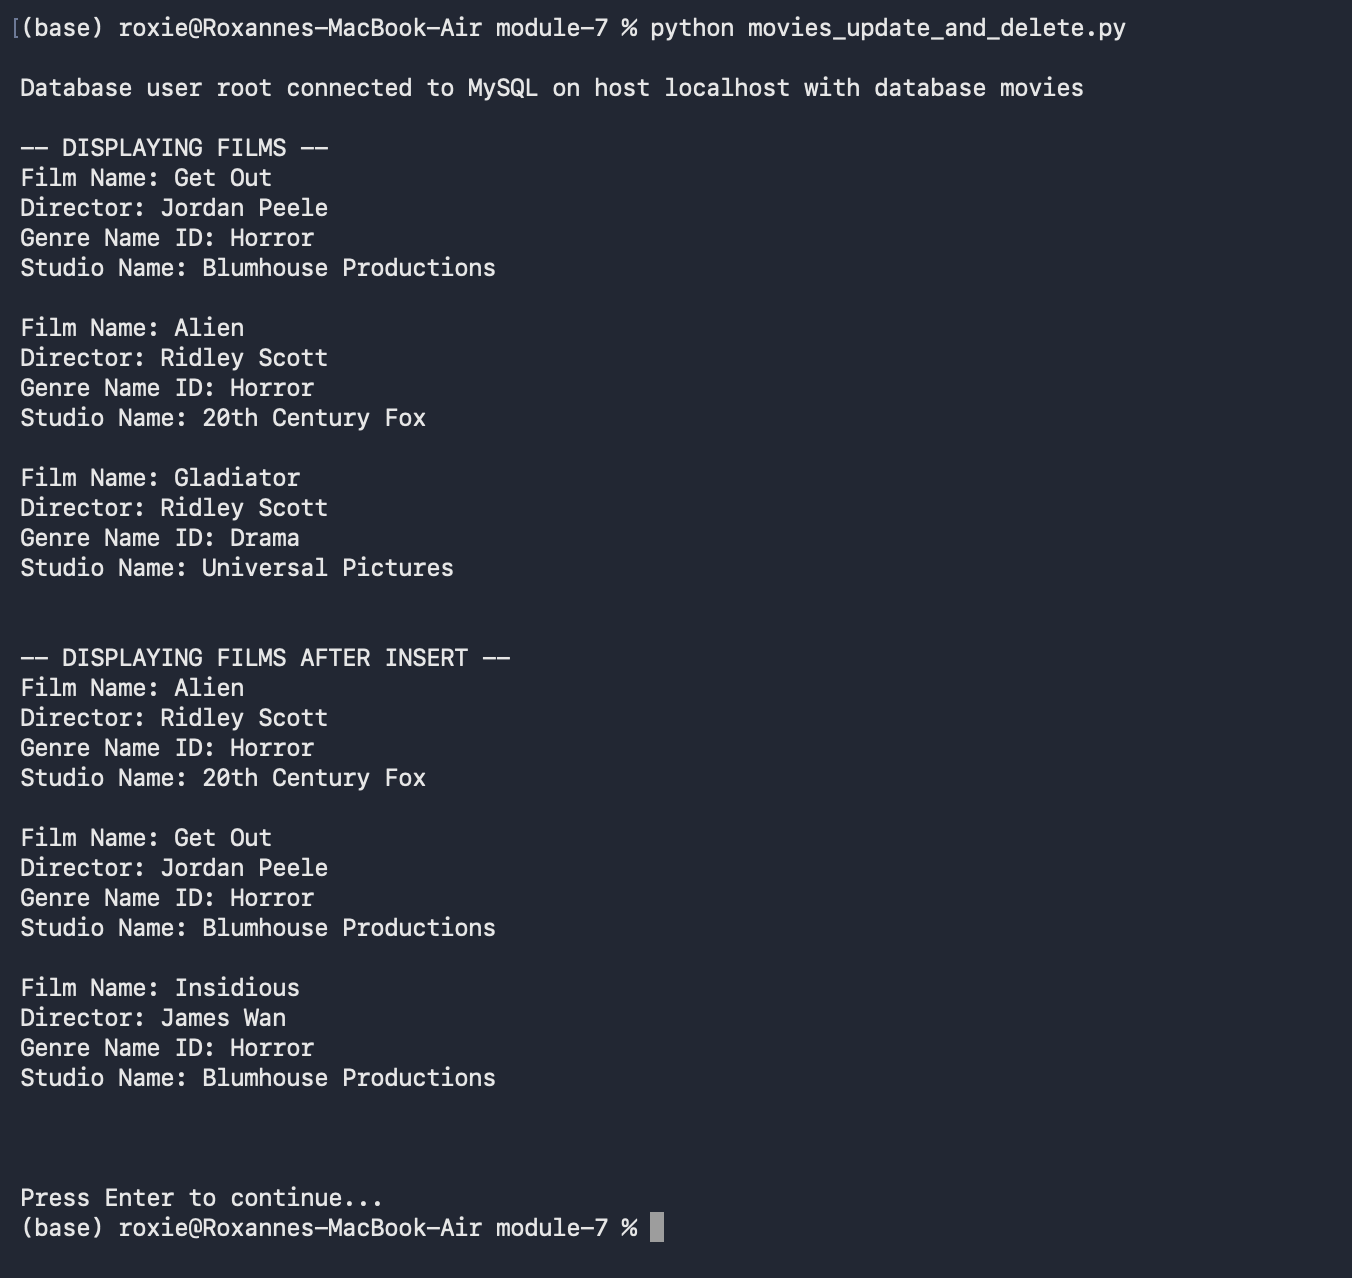 [(base) roxie@Roxannes-MacBook-Air module-7 % python movies_update_and_delete.py
Database user root connected to MySQL on host localhost with database movies
-- DISPLAYING FILMS --
Film Name: Get Out
Director: Jordan Peele
Genre Name ID: Horror
Studio Name: Blumhouse Productions
Film Name: Alien
Director: Ridley Scott
Genre Name ID: Horror
Studio Name: 20th Century Fox
Film Name: Gladiator
Director: Ridley Scott
Genre Name ID: Drama
Studio Name: Universal Pictures
-- DISPLAYING FILMS AFTER INSERT --
Film Name: Alien
Director: Ridley Scott
Genre Name ID: Horror
Studio Name: 20th Century Fox
Film Name: Get Out
Director: Jordan Peele
Genre Name ID: Horror
Studio Name: Blumhouse Productions
Film Name: Insidious
Director: James Wan
Genre Name ID: Horror
Studio Name: Blumhouse Productions
Press Enter to continue...
(base) roxie@Roxannes-MacBook-Air module-7 %